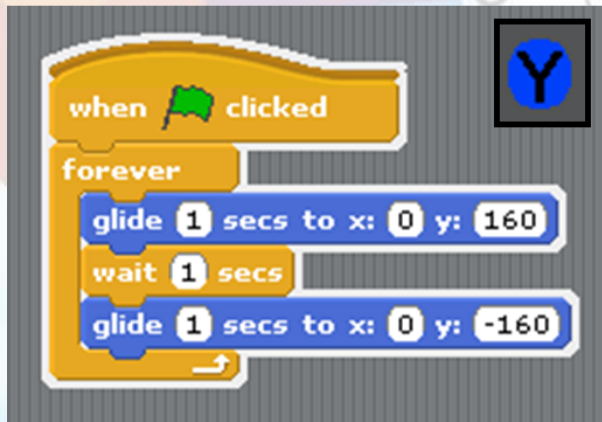 Y
when clicked
forever
glide 1 secs to x: 0 y: 160
wait 1 secs
glide 1 secs to x: 0 y: -160